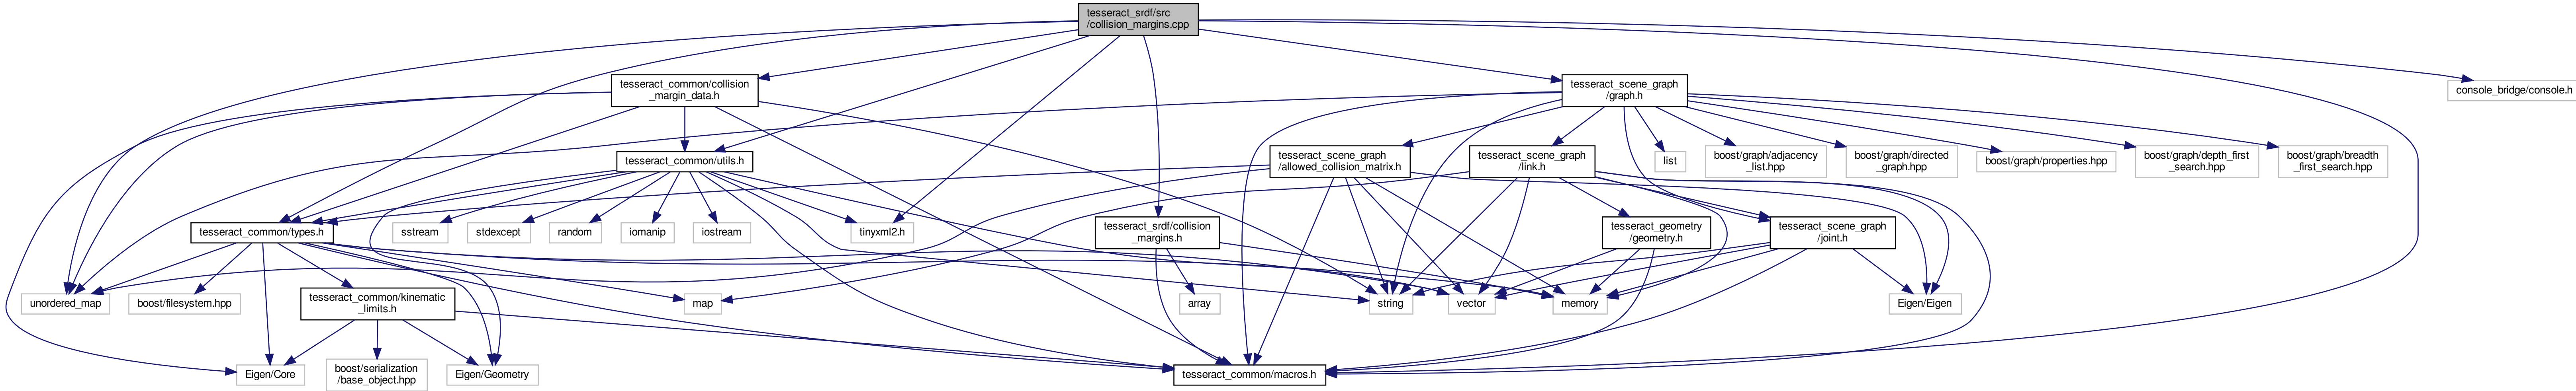 tesseract_srdf/src
/collision_margins.cpp
tesseract_common/collision
_margin_data.h
tesseract_scene_graph
/graph.h
console_bridge/console.h
tesseract_common/utils.h
tesseract_scene_graph
/allowed_collision_matrix.h
tesseract_scene_graph
/link.h
list
boost/graph/adjacency
_list.hpp
boost/graph/directed
_graph.hpp
boost/graph/properties.hpp
boost/graph/depth_first
_search.hpp
boost/graph/breadth
_first_search.hpp
tesseract_common/types.h
sstream
stdexcept
random
iomanip
iostream
tinyxml2.h
tesseract_srdf/collision
_margins.h
tesseract_geometry
/geometry.h
tesseract_scene_graph
/joint.h
unordered_map
boost/filesystem.hpp
tesseract_common/kinematic
_limits.h
map
array
string
vector
memory
Eigen/Eigen
Eigen/Core
boost/serialization
/base_object.hpp
Eigen/Geometry
tesseract_common/macros.h